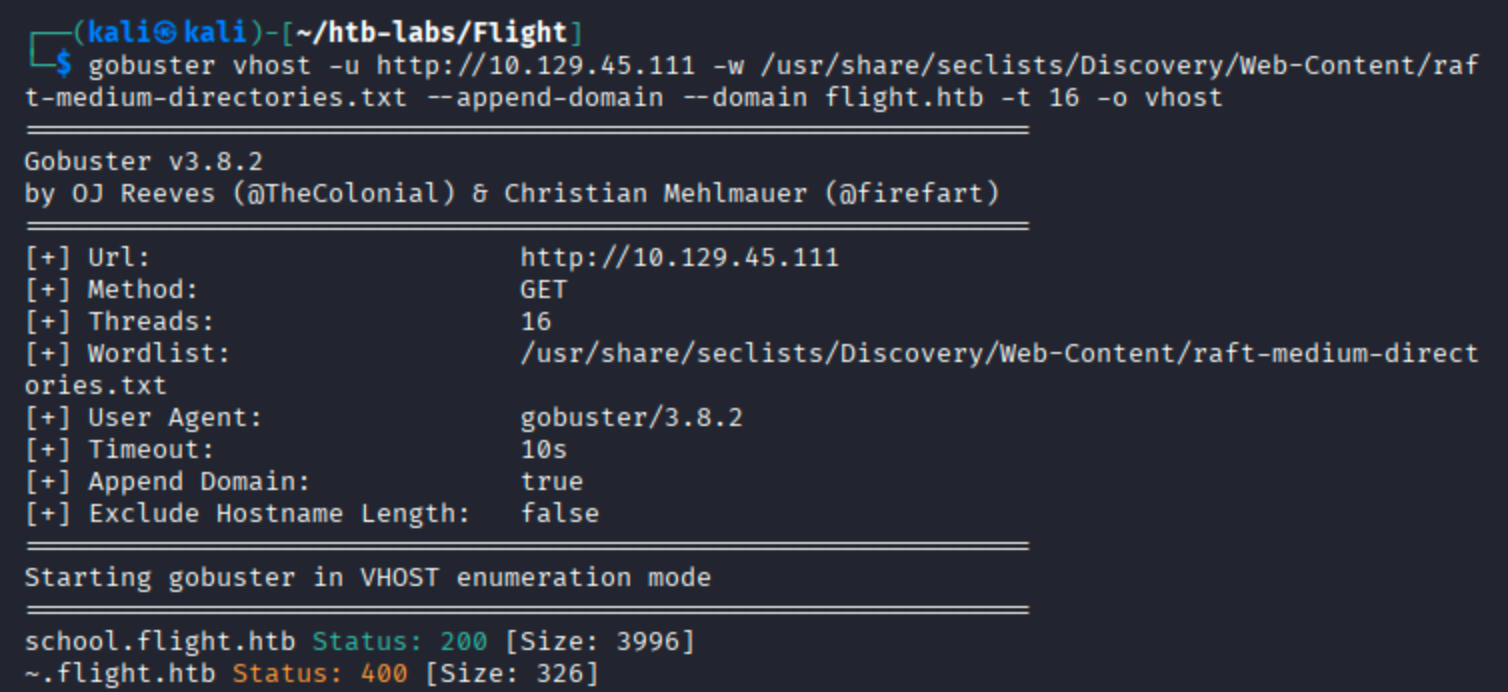 ┌──(kali㉿kali)-[~/htb-labs/Flight]
└─$ gobuster vhost -u http://10.129.45.111 -w /usr/share/seclists/Discovery/Web-Content/raf
t-medium-directories.txt --append-domain --domain flight.htb -t 16 -o vhost
===============================================================
Gobuster v3.8.2
by OJ Reeves (@TheColonial) & Christian Mehlmauer (@firefart)
===============================================================
[+] Url:                       http://10.129.45.111
[+] Method:                    GET
[+] Threads:                   16
[+] Wordlist:                  /usr/share/seclists/Discovery/Web-Content/raft-medium-direct
ories.txt
[+] User Agent:                gobuster/3.8.2
[+] Timeout:                   10s
[+] Append Domain:             true
[+] Exclude Hostname Length:   false
===============================================================
Starting gobuster in VHOST enumeration mode
===============================================================
school.flight.htb Status: 200 [Size: 3996]
~.flight.htb Status: 400 [Size: 326]